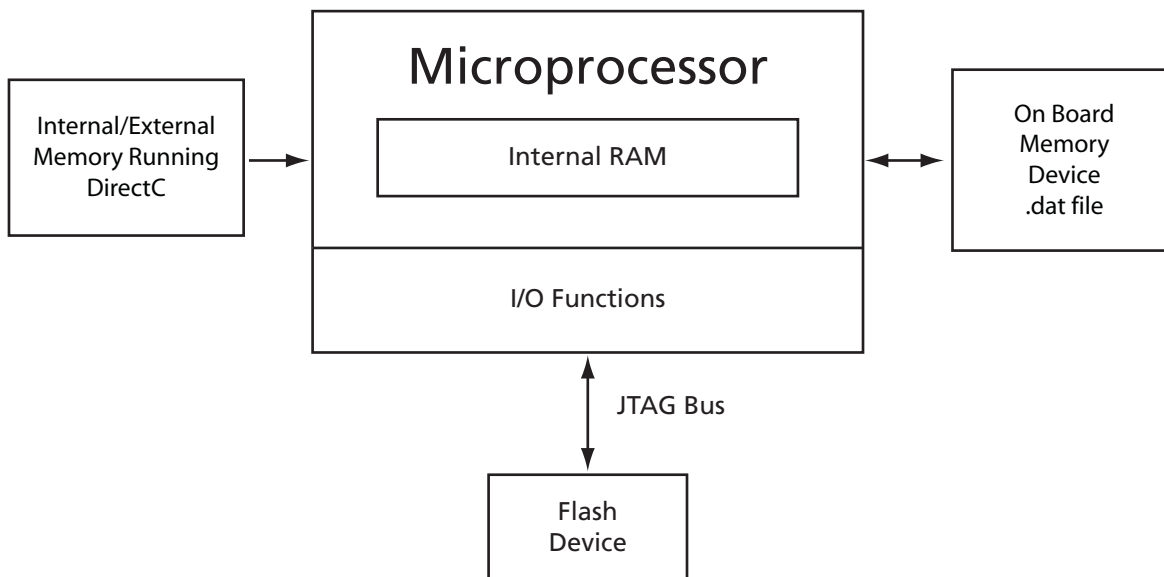 Microprocessor
Internal RAM
I/O Functions
Internal/External
Memory Running
DirectC
On Board
Memory
Device
.dat file
JTAG Bus
Flash
Device